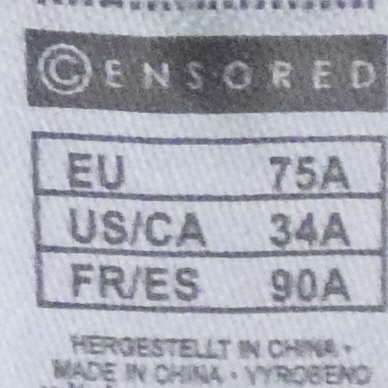 ©ENSORED
EU 75A
US/CA 34A
FR/ES 90A
HERGESTELLT IN CHINA •
MADE IN CHINA • VYROBENO